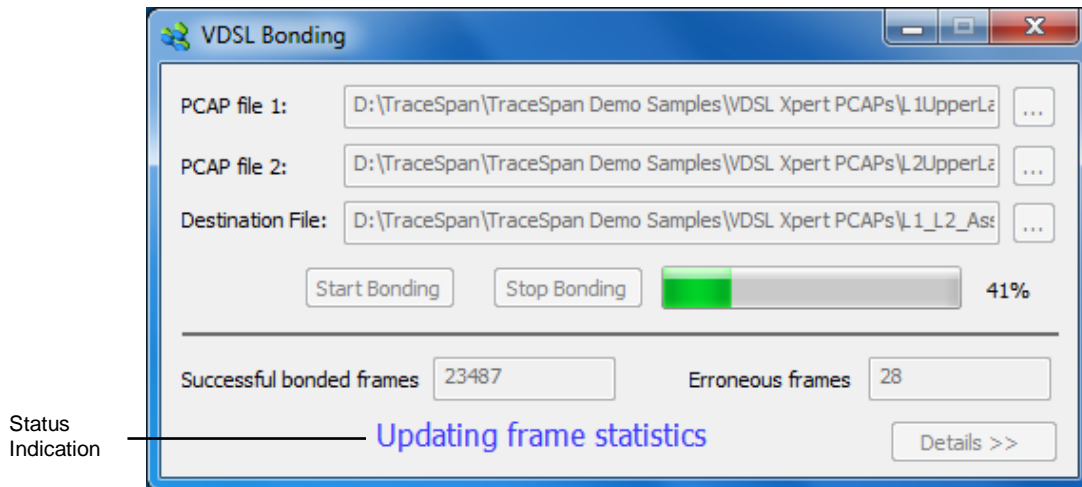 VDSL Bonding
PCAP file 1: D:\TraceSpan\TraceSpan Demo Samples\VDSL Xpert PCAPs\L1UpperLa ...
PCAP file 2: D:\TraceSpan\TraceSpan Demo Samples\VDSL Xpert PCAPs\L2UpperLa ...
Destination File: D:\TraceSpan\TraceSpan Demo Samples\VDSL Xpert PCAPs\L1_L2_Ass ...
Start Bonding Stop Bonding 41%
Successful bonded frames 23487 Erroneous frames 28
Status
Indication
Updating frame statistics
Details >>